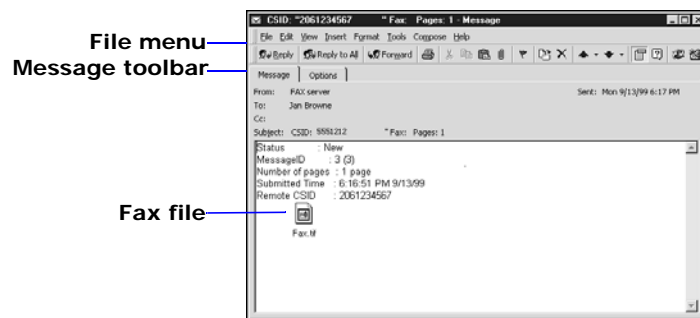 CSID: "2061234567 " Fax: Pages: 1 - Message
File menu
File Edit View Insert Format Tools Compose Help
Message toolbar
Reply Reply to All Forward
Message Options
From: FAX server Sent: Mon 9/13/99 6:17 PM
To: Jan Browne
Cc:
Subject: CSID: 5551212 " Fax: Pages: 1
Status : New
MessageID : 3 (3)
Number of pages : 1 page
Submitted Time : 6:16:51 PM 9/13/99
Remote CSID : 2061234567
Fax file
Fax.tif